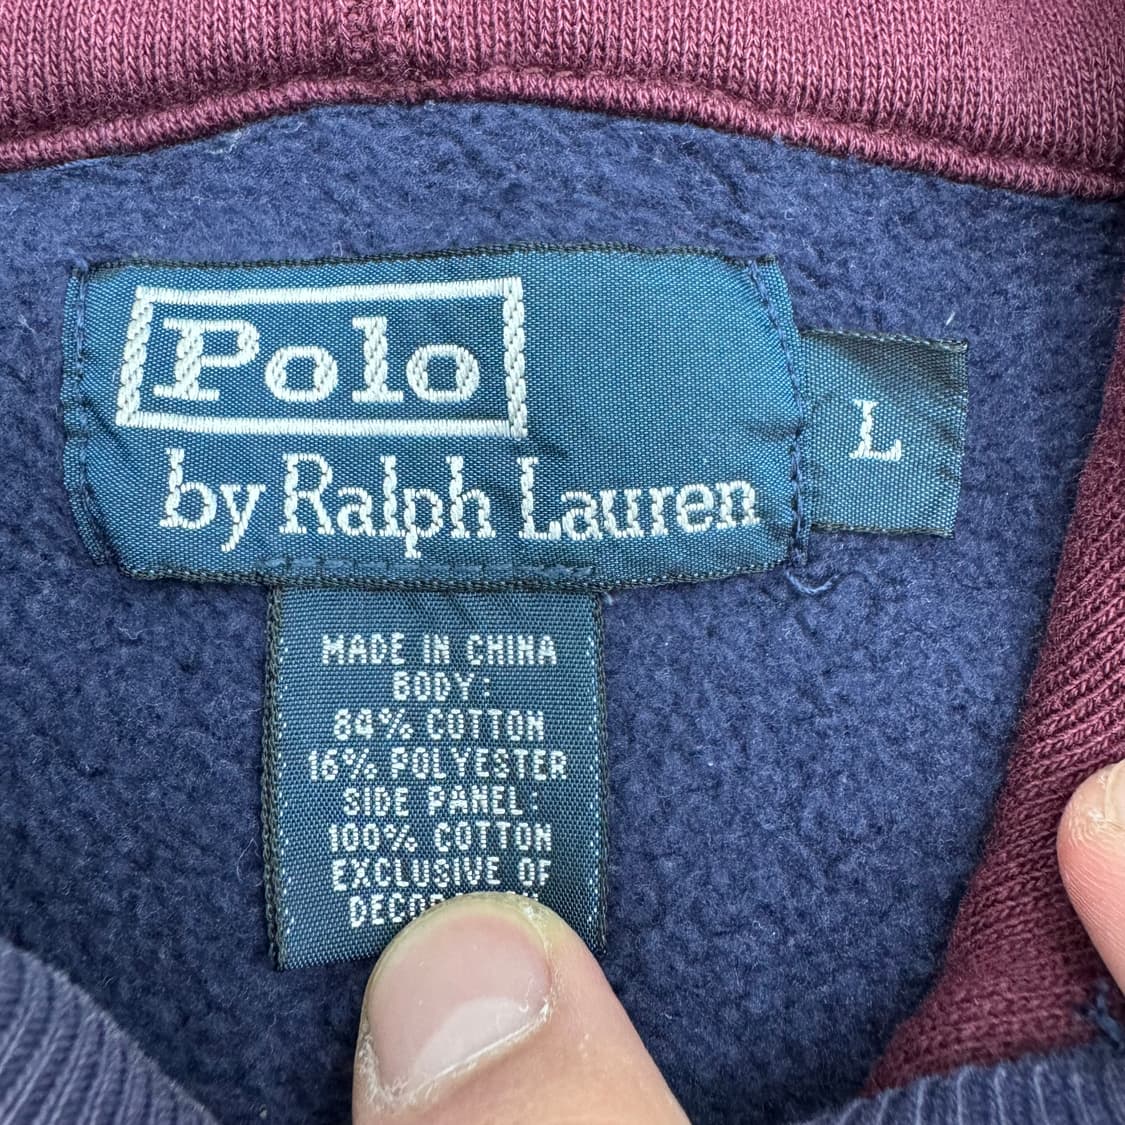 Polo
by Ralph Lauren
L
MADE IN CHINA
BODY:
84% COTTON
16% POLYESTER
SIDE PANEL:
100% COTTON
EXCLUSIVE OF